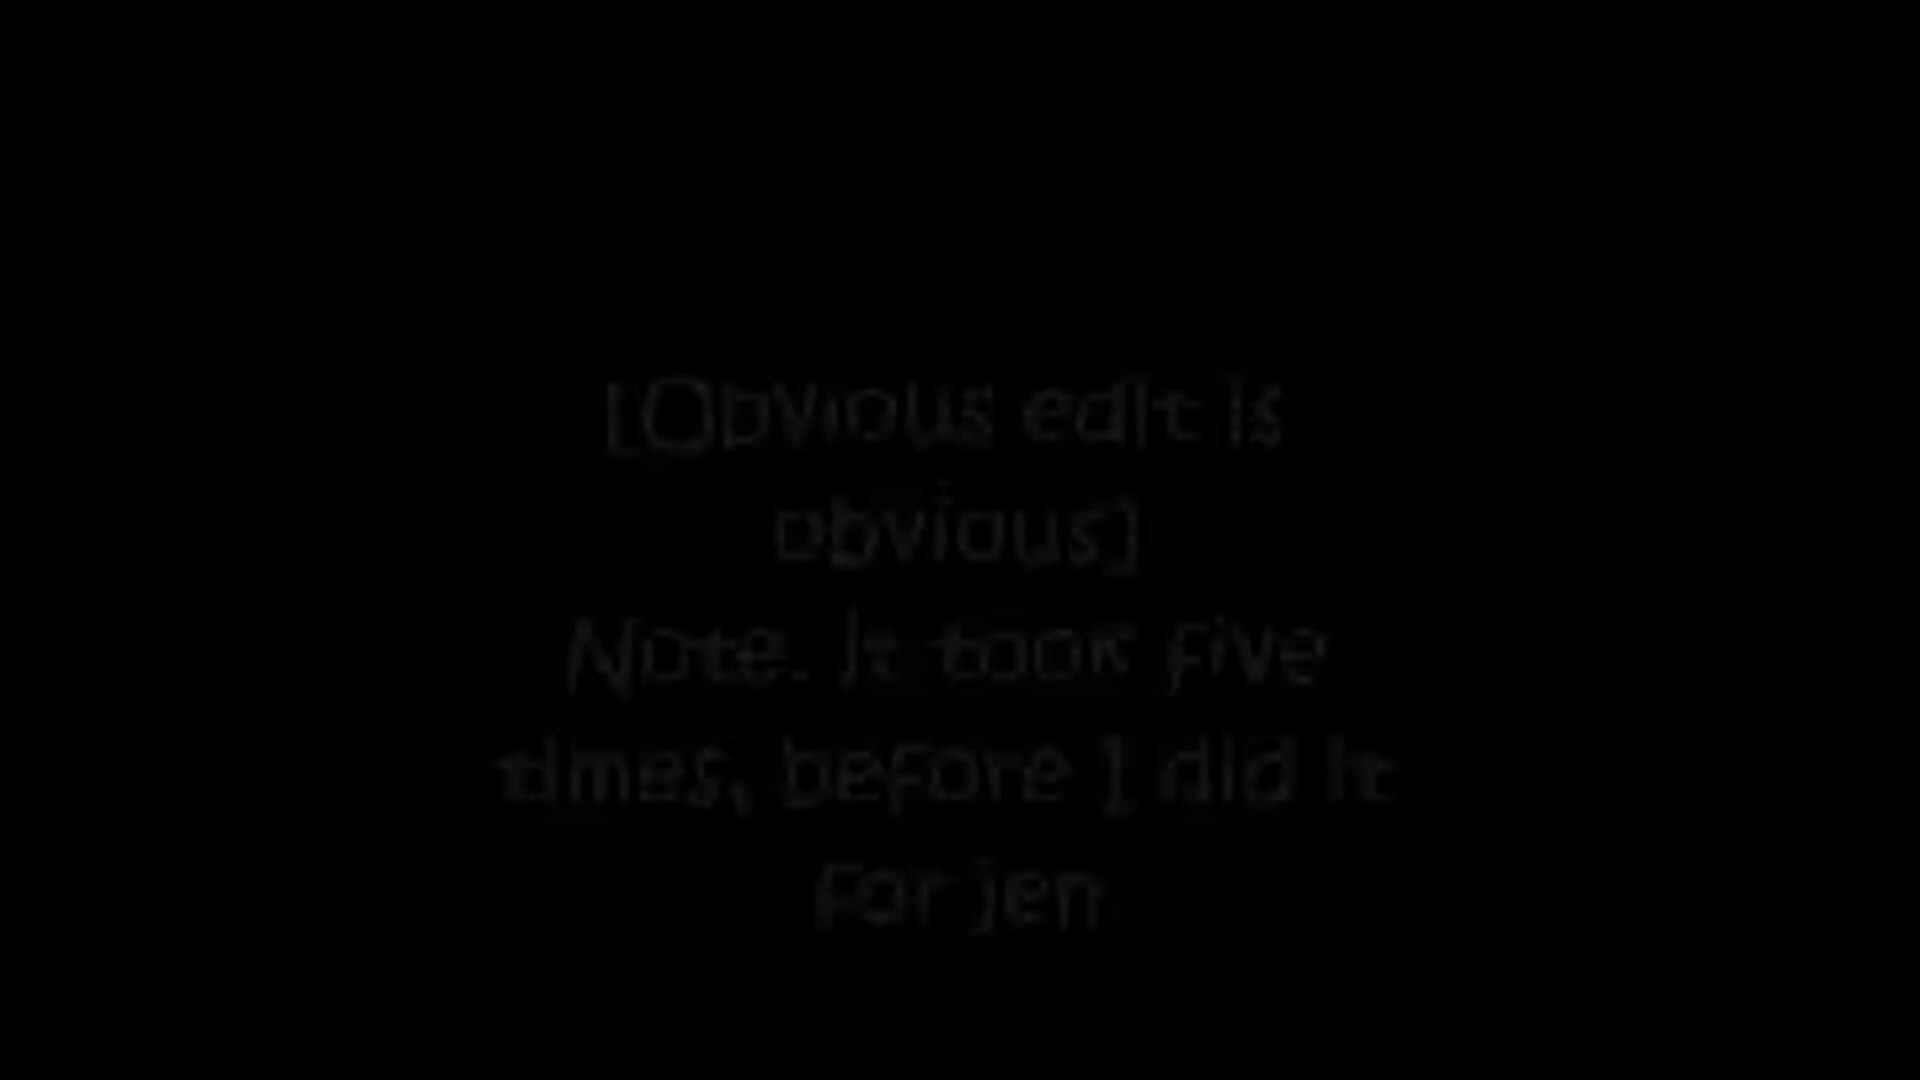 [Obvious edit is
obvious]
Note. It took five
times, before I did it
For jen